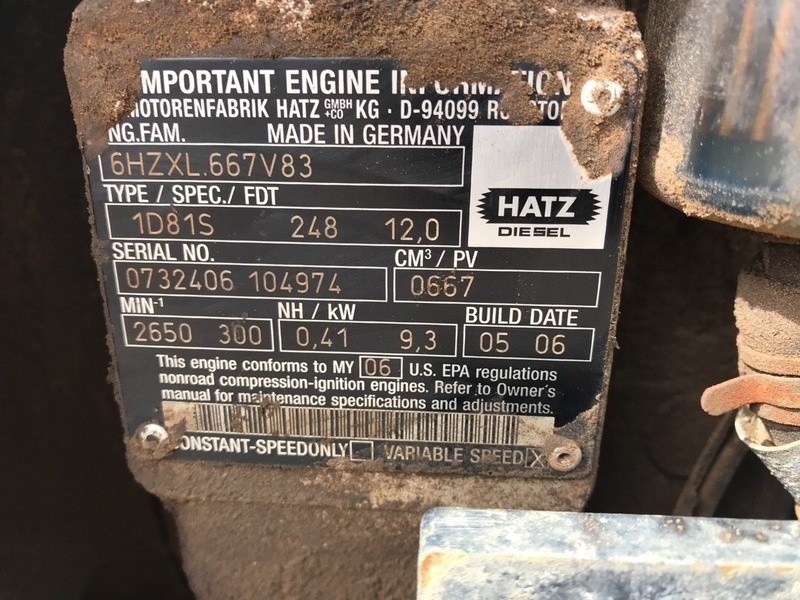 MPORTANT ENGINE
MOTORENFABRIK HATZ GMBH +CO KG · D-94099
NG.FAM. MADE IN GERMANY
6HZXL.667V83
TYPE / SPEC./ FDT
1D81S 248 12,0
HATZ
DIESEL
SERIAL NO. CM³ / PV
0732406 104974 0667
MIN-¹ NH / kW BUILD DATE
2650 300 0,41 9,3 05 06
This engine conforms to MY 06 U.S. EPA regulations
nonroad compression-ignition engines. Refer to Owner's
manual for maintenance specifications and adjustments.
ONSTANT-SPEEDONLY VARIABLE SPEED X